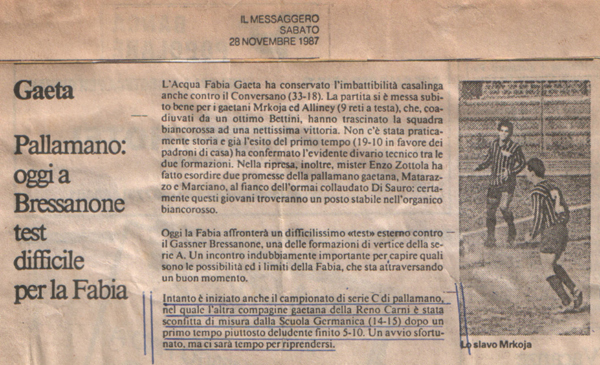 IL MESSAGGERO
SABATO
28 NOVEMBRE 1987
Gaeta
Pallamano:
oggi a
Bressanone
test
difficile
per la Fabia
L'Acqua Fabia Gaeta ha conservato l'imbattibilità casalinga
anche contro il Conversano (33-18). La partita si è messa subi-
to bene per i gaetani Mrkoja ed Alliney (9 reti a testa), che, coa-
diuvati da un ottimo Bettini, hanno trascinato la squadra
biancorossa ad una nettissima vittoria. Non c'è stata pratica-
mente storia e già l'esito del primo tempo (19-10 in favore dei
padroni di casa) ha confermato l'evidente divario tecnico tra le
due formazioni. Nella ripresa, inoltre, mister Enzo Zottola ha
fatto esordire due promesse della pallamano gaetana, Mataraz-
zo e Marciano, al fianco dell'ormai collaudato Di Sauro: certa-
mente questi giovani troveranno un posto stabile nell'organico
biancorosso.
Oggi la Fabia affronterà un difficilissimo «test» esterno contro
il Gassner Bressanone, una delle formazioni di vertice della se-
rie A. Un incontro indubbiamente importante per capire quali
sono le possibilità ed i limiti della Fabia, che sta attraversando
un buon momento.
Intanto è iniziato anche il campionato di serie C di pallamano,
nel quale l'altra compagine gaetana della Reno Carni è stata
sconfitta di misura dalla Scuola Germanica (14-15) dopo un
primo tempo piuttosto deludente finito 5-10. Un avvio sfortu-
nato, ma ci sarà tempo per riprendersi.
Lo slavo Mrkoja